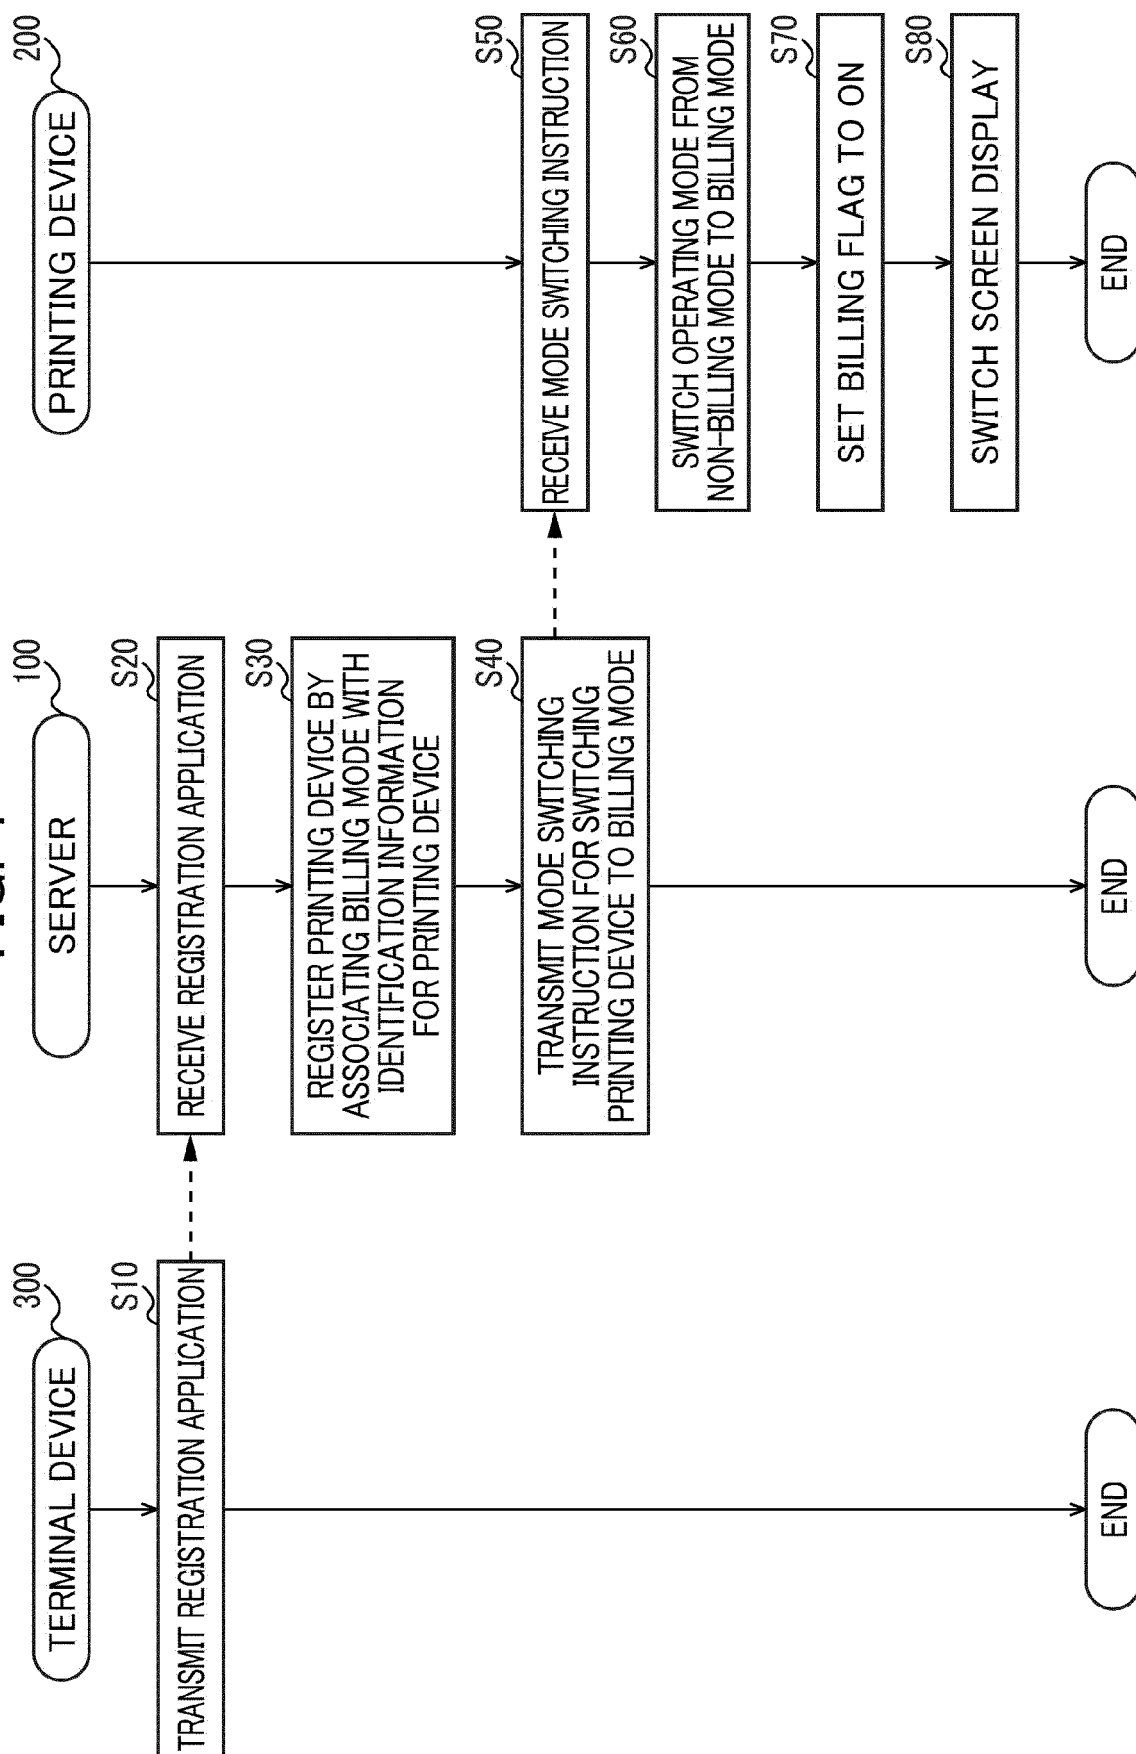 300
TERMINAL DEVICE
S10
TRANSMIT REGISTRATION APPLICATION
END
100
SERVER
S20
RECEIVE REGISTRATION APPLICATION
S30
REGISTER PRINTING DEVICE BY
ASSOCIATING BILLING MODE WITH
IDENTIFICATION INFORMATION
FOR PRINTING DEVICE
S40
TRANSMIT MODE SWITCHING
INSTRUCTION FOR SWITCHING
PRINTING DEVICE TO BILLING MODE
END
200
PRINTING DEVICE
S50
RECEIVE MODE SWITCHING INSTRUCTION
S60
SWITCH OPERATING MODE FROM
NON-BILLING MODE TO BILLING MODE
S70
SET BILLING FLAG TO ON
S80
SWITCH SCREEN DISPLAY
END